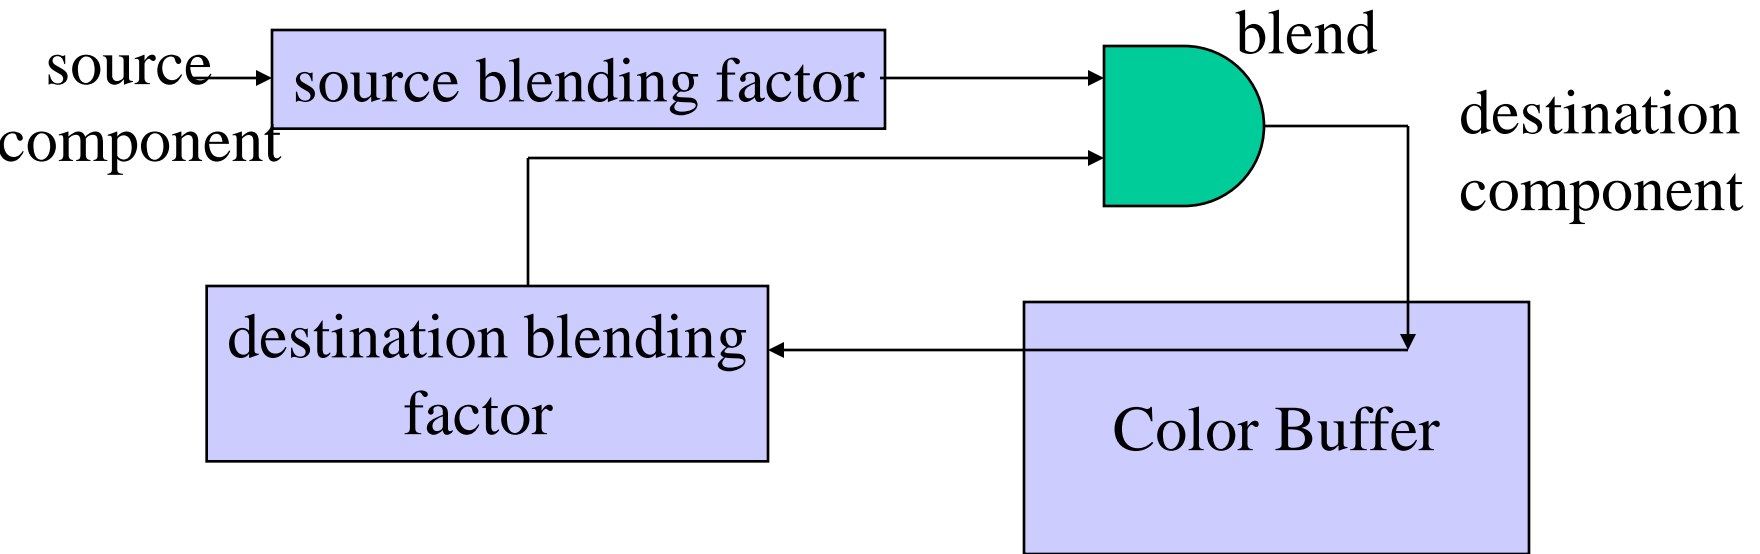 source
component
source blending factor
blend
destination
component
destination blending
factor
Color Buffer